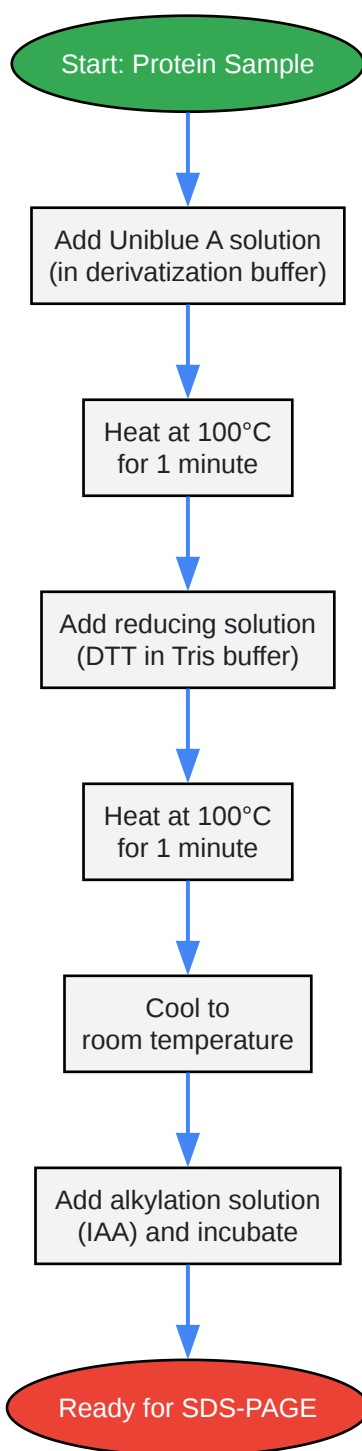 Start: Protein Sample
Add Uniblue A solution
(in derivatization buffer)
Heat at 100°C
for 1 minute
Add reducing solution
(DTT in Tris buffer)
Heat at 100°C
for 1 minute
Cool to
room temperature
Add alkylation solution
(IAA) and incubate
Ready for SDS-PAGE